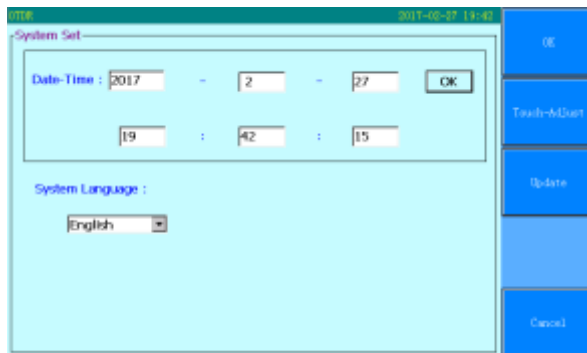 OTDR 2017-02-27 19:42
System Set
Date-Time : 2017 - 2 - 27 OK
19 : 42 : 15
System Language :
English
OK
Touch-Adjust
Update
Cancel